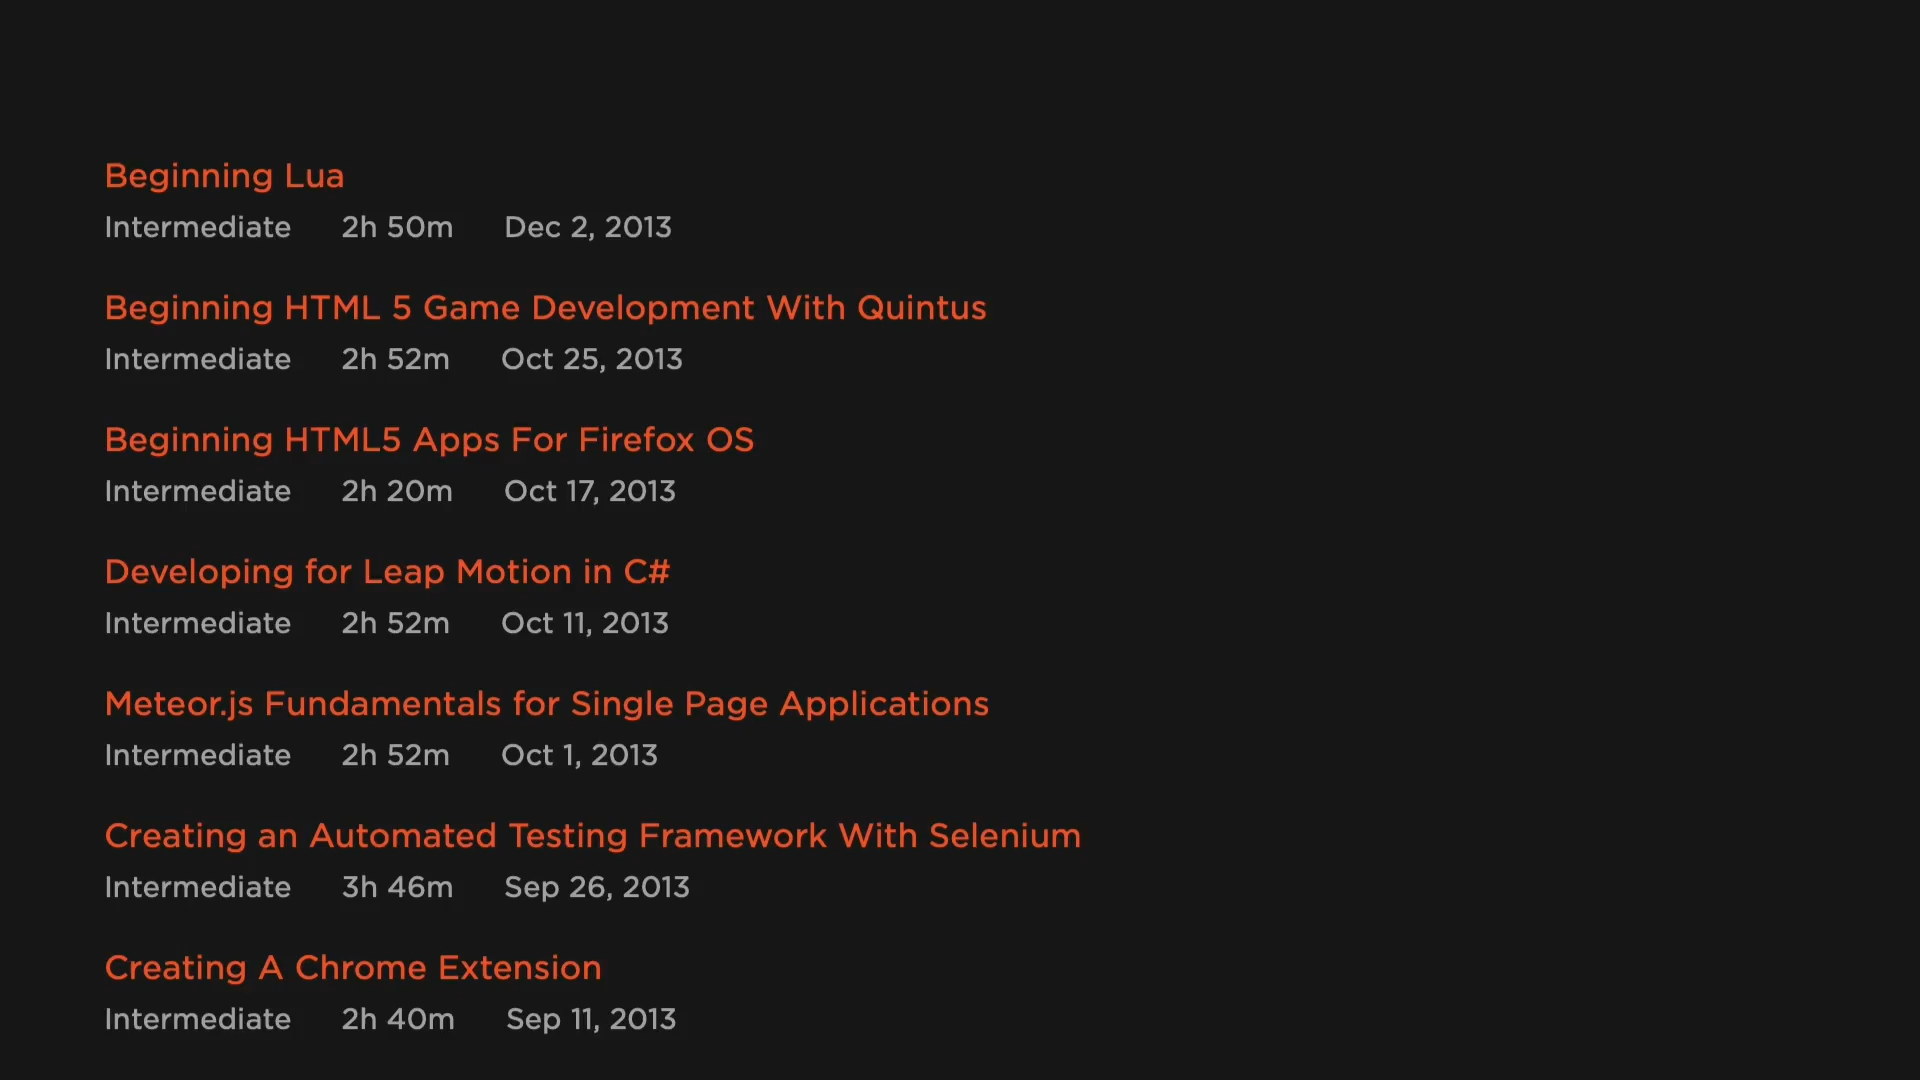 Beginning Lua
Intermediate 2h 50m Dec 2, 2013
Beginning HTML 5 Game Development With Quintus
Intermediate 2h 52m Oct 25, 2013
Beginning HTML5 Apps For Firefox OS
Intermediate 2h 20m Oct 17, 2013
Developing for Leap Motion in C#
Intermediate 2h 52m Oct 11, 2013
Meteor.js Fundamentals for Single Page Applications
Intermediate 2h 52m Oct 1, 2013
Creating an Automated Testing Framework With Selenium
Intermediate 3h 46m Sep 26, 2013
Creating A Chrome Extension
Intermediate 2h 40m Sep 11, 2013